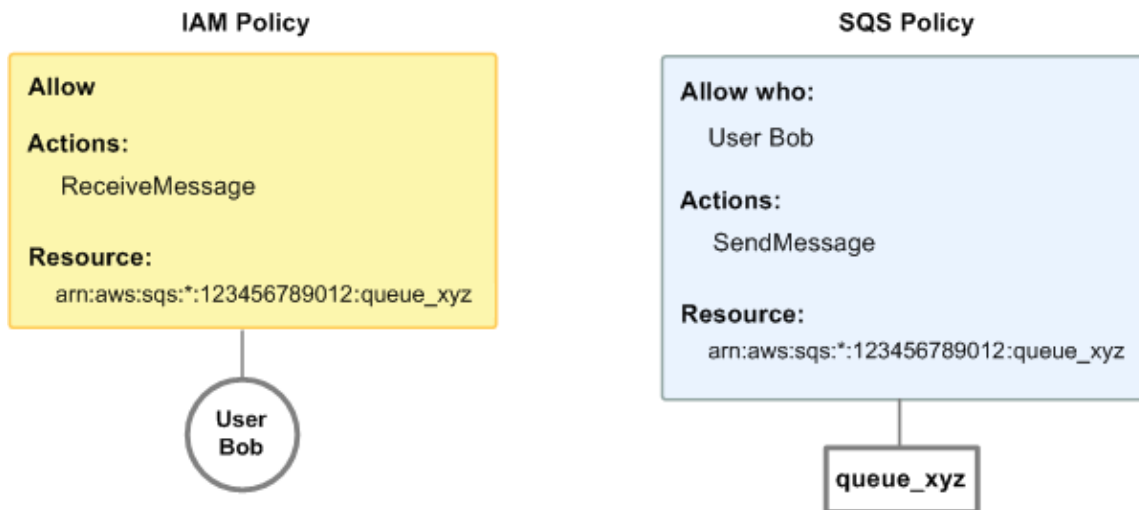 IAM Policy
Allow
Actions:
ReceiveMessage
Resource:
arn:aws:sqs:*:123456789012:queue_xyz
User
Bob
SQS Policy
Allow who:
User Bob
Actions:
SendMessage
Resource:
arn:aws:sqs:*:123456789012:queue_xyz
queue_xyz